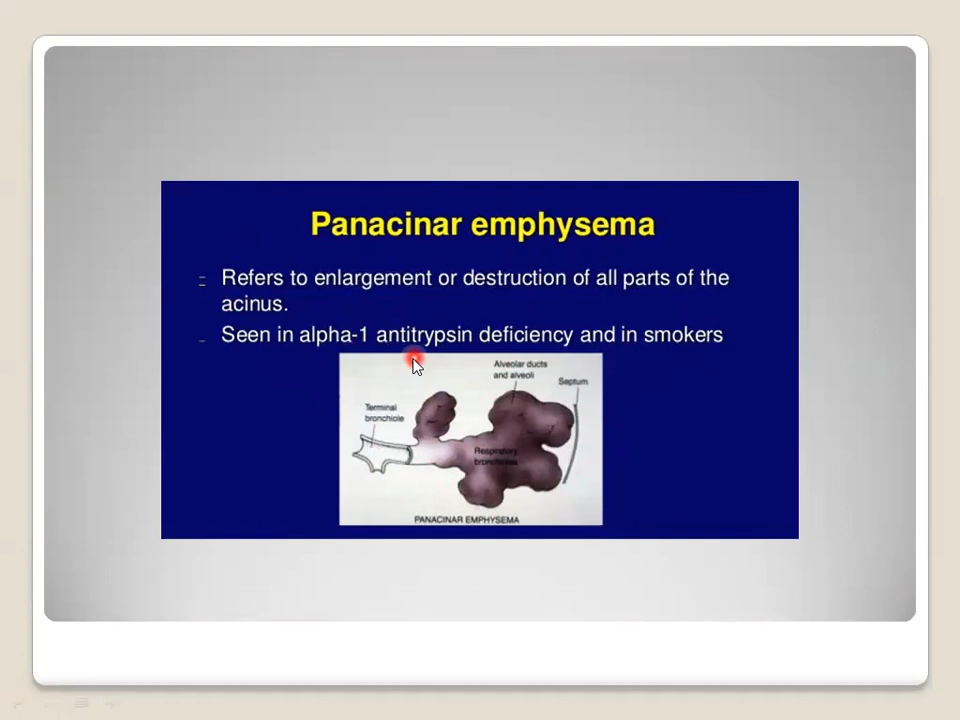 Panacinar emphysema
Refers to enlargement or destruction of all parts of the
acinus.
Seen in alpha-1 antitrypsin deficiency and in smokers
Alveolar ducts
and alveoli
Septum
Terminal
bronchiole
Respiratory
bronchioles
PANACINAR EMPHYSEMA